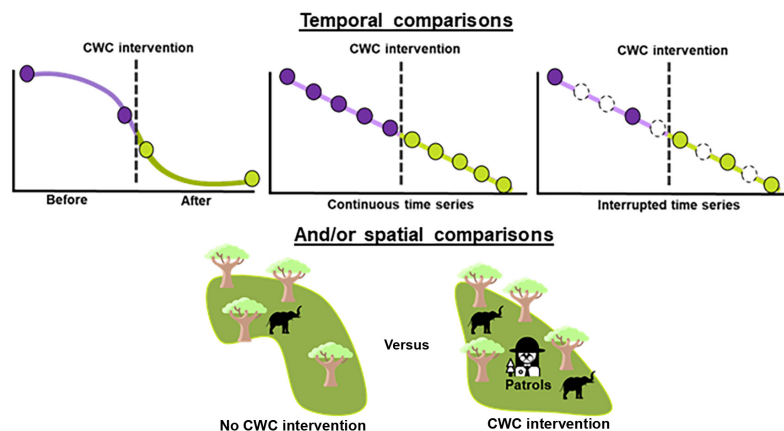 Temporal comparisons
CWC intervention
CWC intervention
CWC intervention
Before
After
Continuous time series
Interrupted time series
And/or spatial comparisons
Versus
Patrols
No CWC intervention
CWC intervention